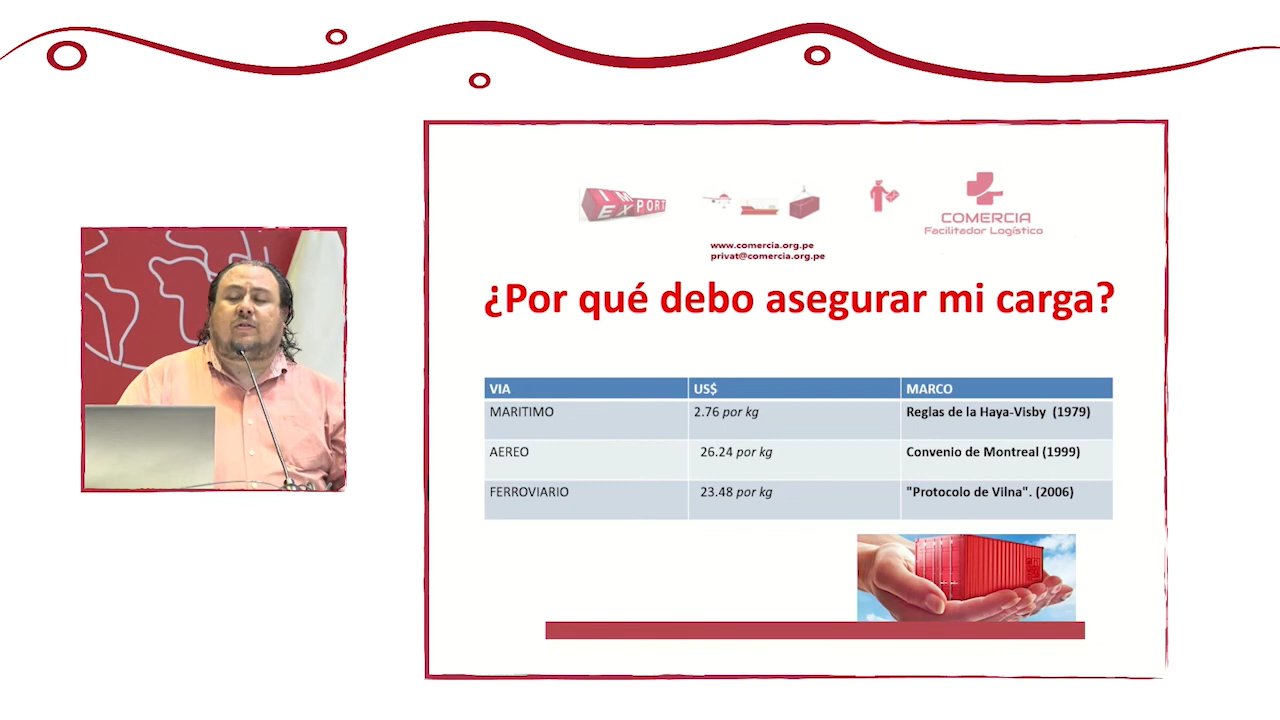 IM
EXPORT
COMERCIA
Facilitador Logístico
www.comercia.org.pe
privat@comercia.org.pe
¿Por qué debo asegurar mi carga?
VIA US$ MARCO
MARITIMO 2.76 por kg Reglas de la Haya-Visby (1979)
AEREO 26.24 por kg Convenio de Montreal (1999)
FERROVIARIO 23.48 por kg "Protocolo de Vilna". (2006)